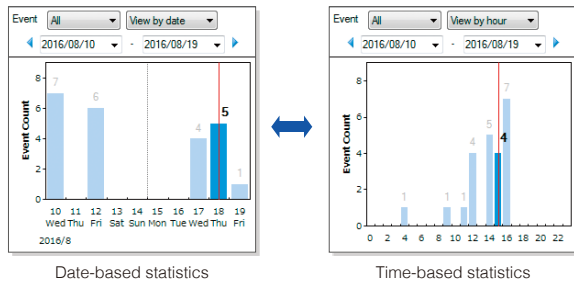 Event All View by date
2016/08/10 - 2016/08/19
Event Count
8
6
4
2
0
7
6
4
5
1
10 11 12 13 14 15 16 17 18 19
Wed Thu Fri Sat Sun Mon Tue Wed Thu Fri
2016/8
Date-based statistics
Event All View by hour
2016/08/10 - 2016/08/19
Event Count
8
6
4
2
0
1
1
1
4
5
4
7
0 2 4 6 8 10 12 14 16 18 20 22
Time-based statistics